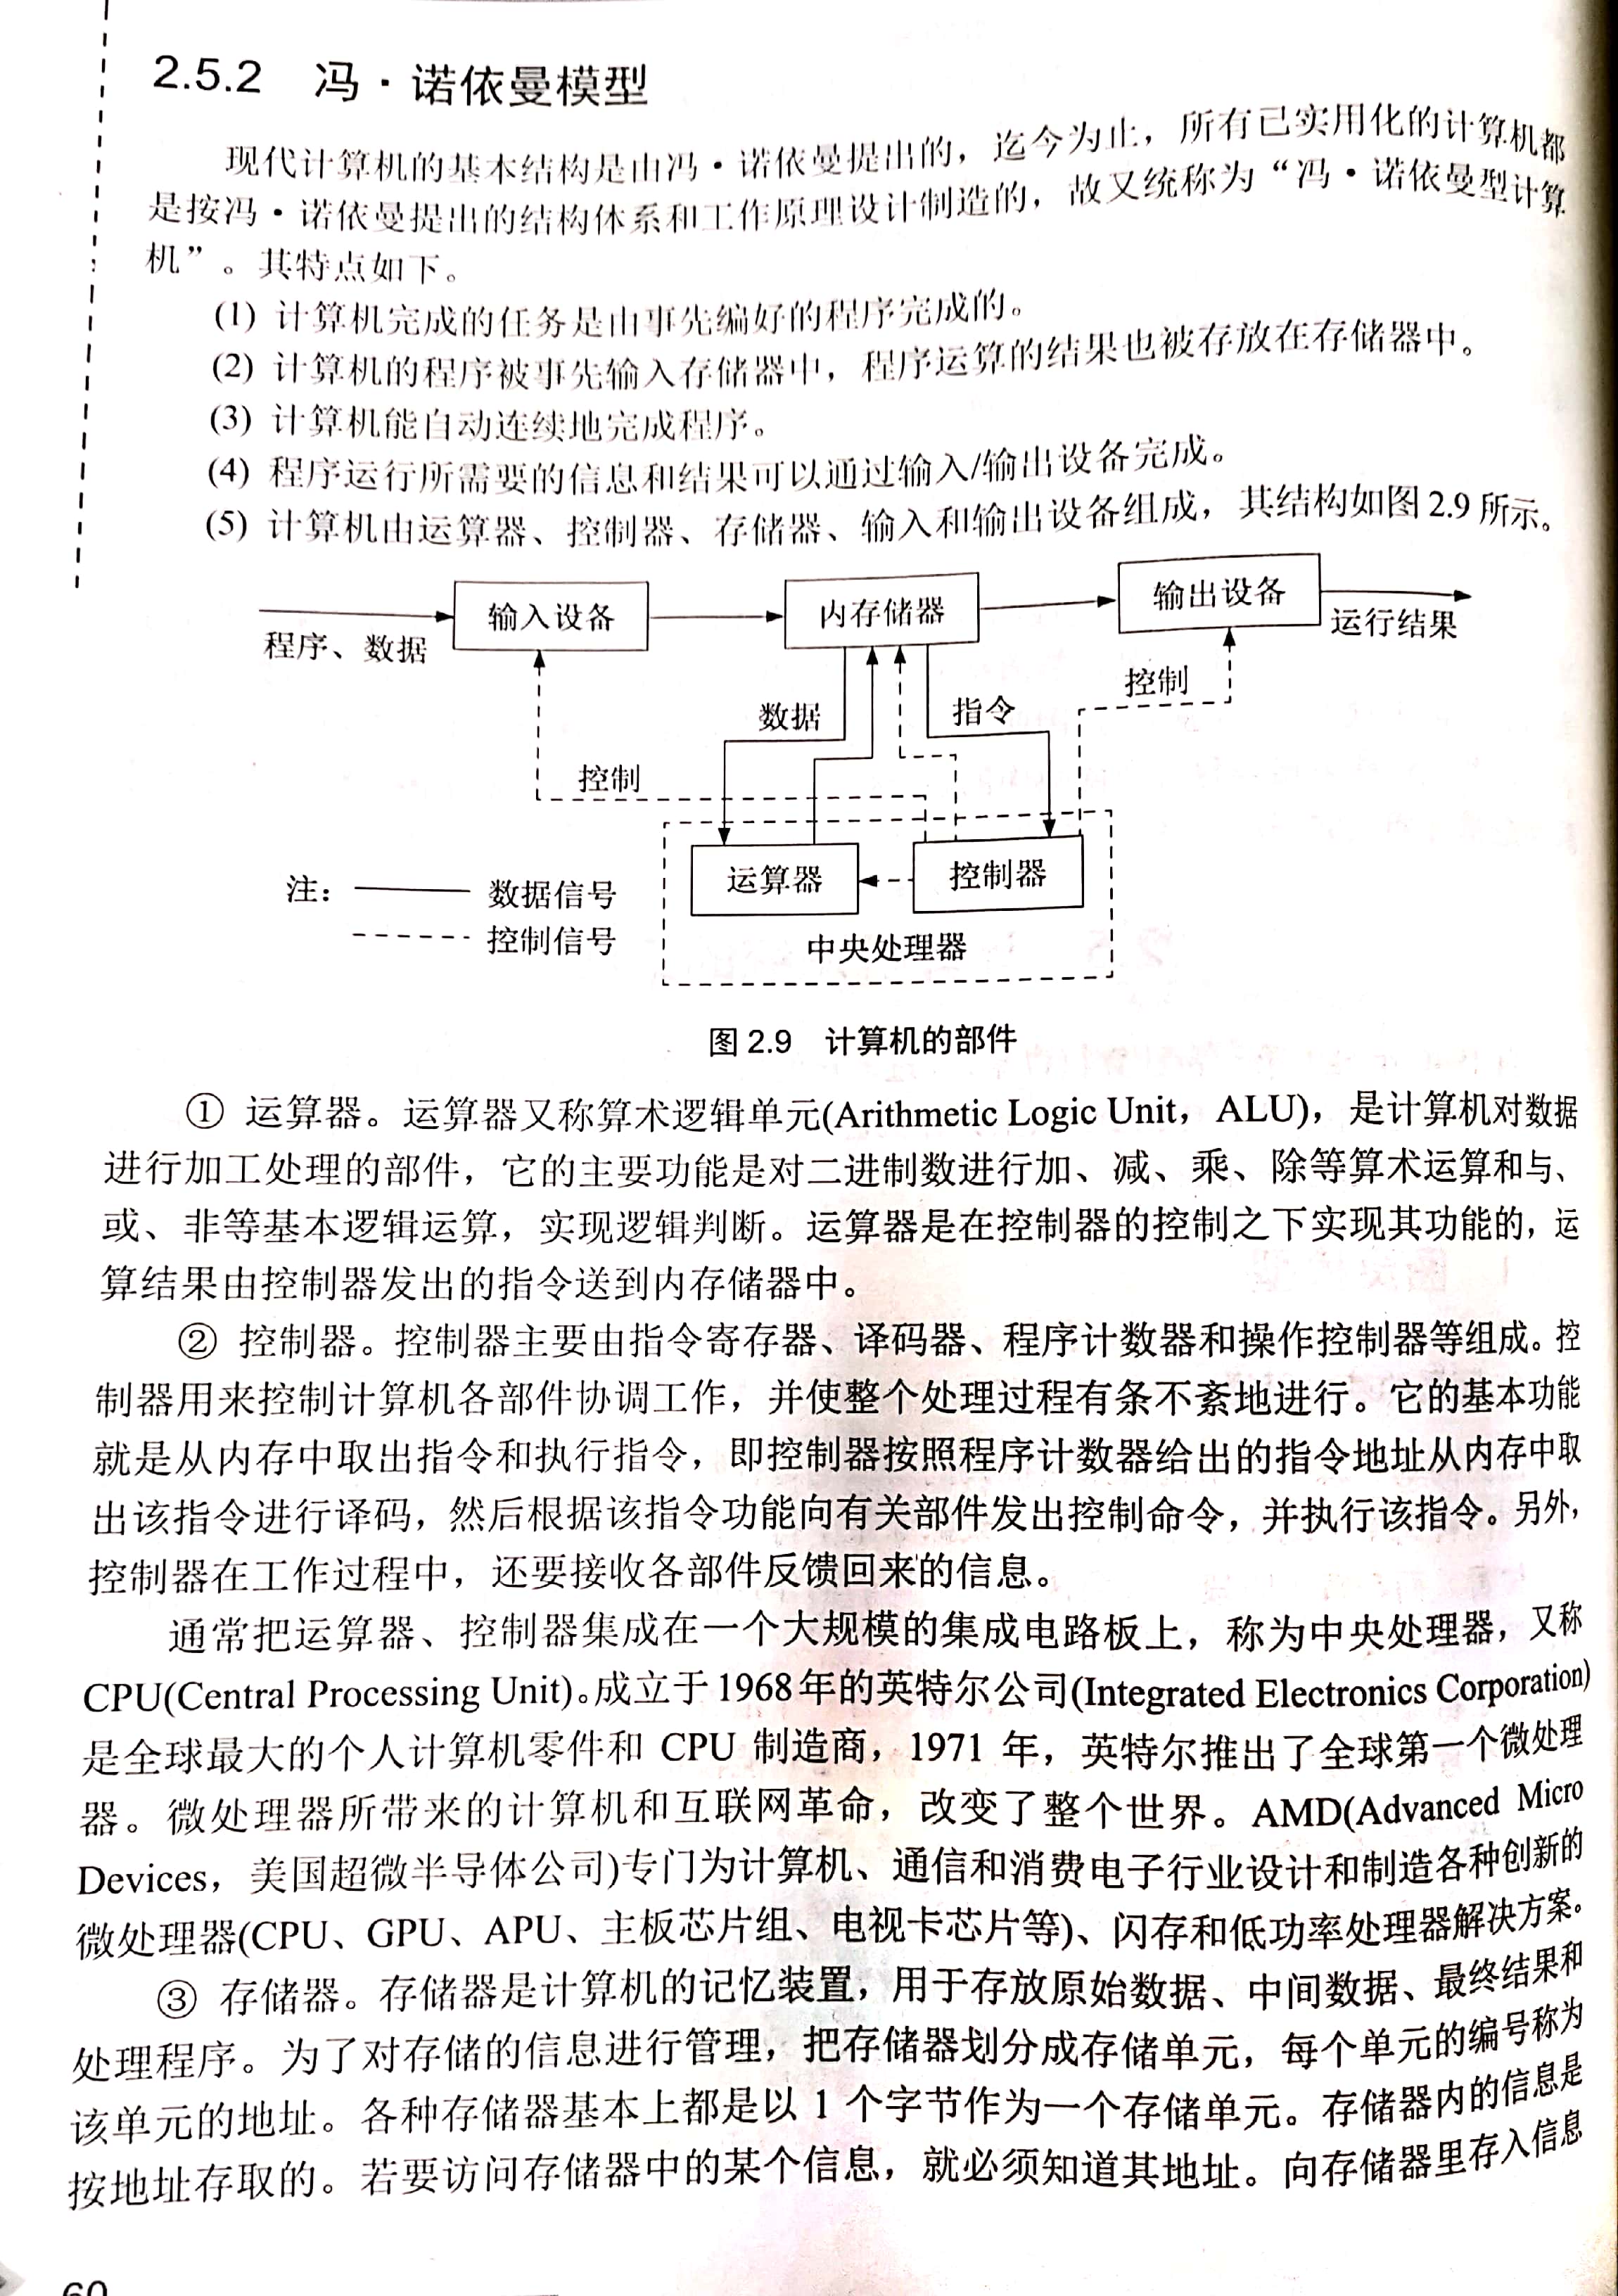 2.5.2 冯·诺依曼模型
现代计算机的基本结构是由冯·诺依曼提出的，迄今为止，所有已实用化的计算机都
是按冯·诺依曼提出的结构体系和工作原理设计制造的，故又统称为“冯·诺依曼型计算
机”。其特点如下。
(1) 计算机完成的任务是由事先编好的程序完成的。
(2) 计算机的程序被事先输入存储器中，程序运算的结果也被存放在存储器中。
(3) 计算机能自动连续地完成程序。
(4) 程序运行所需要的信息和结果可以通过输入/输出设备完成。
(5) 计算机由运算器、控制器、存储器、输入和输出设备组成，其结构如图 2.9 所示。
程序、数据
输入设备
内存储器
输出设备
运行结果
数据
指令
控制
控制
运算器
控制器
中央处理器
注：
数据信号
控制信号
图 2.9 计算机的部件
① 运算器。运算器又称算术逻辑单元(Arithmetic Logic Unit，ALU)，是计算机对数据
进行加工处理的部件，它的主要功能是对二进制数进行加、减、乘、除等算术运算和与、
或、非等基本逻辑运算，实现逻辑判断。运算器是在控制器的控制之下实现其功能的，运
算结果由控制器发出的指令送到内存储器中。
② 控制器。控制器主要由指令寄存器、译码器、程序计数器和操作控制器等组成。控
制器用来控制计算机各部件协调工作，并使整个处理过程有条不紊地进行。它的基本功能
就是从内存中取出指令和执行指令，即控制器按照程序计数器给出的指令地址从内存中取
出该指令进行译码，然后根据该指令功能向有关部件发出控制命令，并执行该指令。另外，
控制器在工作过程中，还要接收各部件反馈回来的信息。
通常把运算器、控制器集成在一个大规模的集成电路板上，称为中央处理器，又称
CPU(Central Processing Unit)。成立于 1968 年的英特尔公司(Integrated Electronics Corporation)
是全球最大的个人计算机零件和 CPU 制造商，1971 年，英特尔推出了全球第一个微处理
器。微处理器所带来的计算机和互联网革命，改变了整个世界。AMD(Advanced Micro
Devices，美国超微半导体公司)专门为计算机、通信和消费电子行业设计和制造各种创新的
微处理器(CPU、GPU、APU、主板芯片组、电视卡芯片等)、闪存和低功率处理器解决方案。
③ 存储器。存储器是计算机的记忆装置，用于存放原始数据、中间数据、最终结果和
处理程序。为了对存储的信息进行管理，把存储器划分成存储单元，每个单元的编号称为
该单元的地址。各种存储器基本上都是以 1 个字节作为一个存储单元。存储器内的信息是
按地址存取的。若要访问存储器中的某个信息，就必须知道其地址。向存储器里存入信息
60